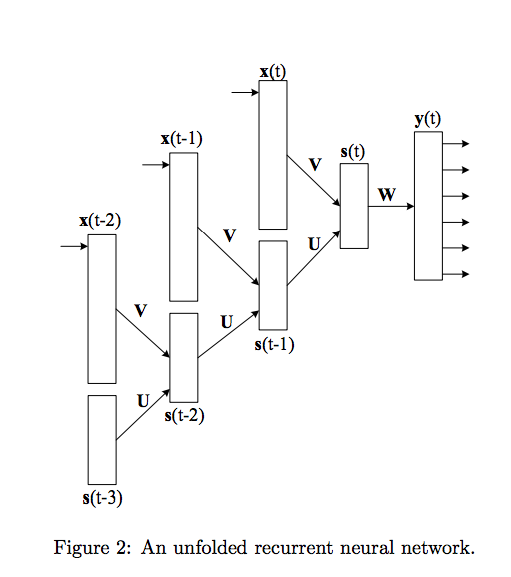 x(t)
y(t)
x(t-1)
s(t)
V
W
x(t-2)
V
U
V
U
s(t-1)
U
s(t-2)
s(t-3)
Figure 2: An unfolded recurrent neural network.